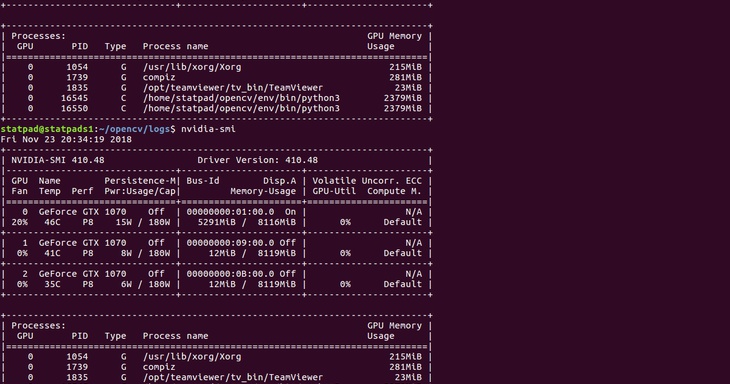 +-------------------------------+----------------------+----------------------+

+-----------------------------------------------------------------------------+
| Processes:                                                       GPU Memory |
|  GPU       PID   Type   Process name                             Usage      |
|=============================================================================|
|    0      1054      G   /usr/lib/xorg/Xorg                           215MiB |
|    0      1739      G   compiz                                       281MiB |
|    0      1835      G   /opt/teamviewer/tv_bin/TeamViewer             23MiB |
|    0     16545      C   /home/statpad/opencv/env/bin/python3        2379MiB |
|    0     16550      C   /home/statpad/opencv/env/bin/python3        2379MiB |
+-----------------------------------------------------------------------------+
statpad@statpads1:~/opencv/logs$ nvidia-smi
Fri Nov 23 20:34:19 2018
+-----------------------------------------------------------------------------+
| NVIDIA-SMI 410.48                 Driver Version: 410.48                    |
|-------------------------------+----------------------+----------------------+
| GPU  Name        Persistence-M| Bus-Id        Disp.A | Volatile Uncorr. ECC |
| Fan  Temp  Perf  Pwr:Usage/Cap|         Memory-Usage | GPU-Util  Compute M. |
|===============================+======================+======================|
|   0  GeForce GTX 1070    Off  | 00000000:01:00.0  On |                  N/A |
| 20%   46C    P8    15W / 180W |   5291MiB /  8116MiB |      0%      Default |
+-------------------------------+----------------------+----------------------+
|   1  GeForce GTX 1070    Off  | 00000000:09:00.0 Off |                  N/A |
|  0%   41C    P8     8W / 180W |     12MiB /  8119MiB |      0%      Default |
+-------------------------------+----------------------+----------------------+
|   2  GeForce GTX 1070    Off  | 00000000:0B:00.0 Off |                  N/A |
|  0%   35C    P8     6W / 180W |     12MiB /  8119MiB |      0%      Default |
+-------------------------------+----------------------+----------------------+

+-----------------------------------------------------------------------------+
| Processes:                                                       GPU Memory |
|  GPU       PID   Type   Process name                             Usage      |
|=============================================================================|
|    0      1054      G   /usr/lib/xorg/Xorg                           215MiB |
|    0      1739      G   compiz                                       281MiB |
|    0      1835      G   /opt/teamviewer/tv_bin/TeamViewer             23MiB |